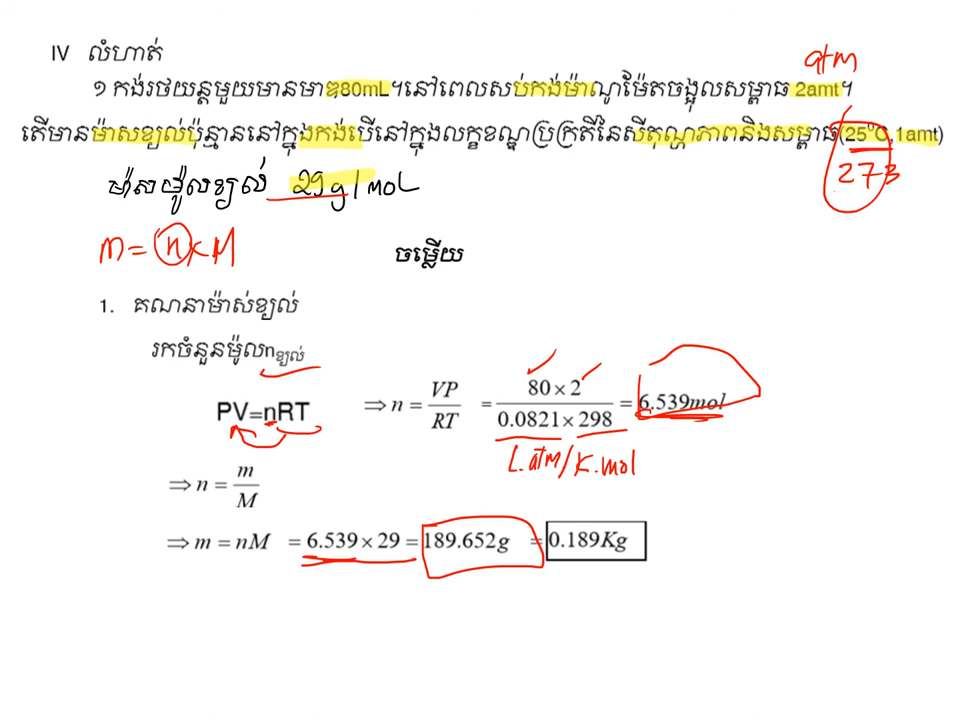 IV លំហាត់
atm
១ កង់រថយន្តមួយមានមាឌ80mL។នៅពេលសប់កង់ម៉ាណូម៉ែតចង្អុលសម្ពាធ 2amt។
តើមានម៉ាសខ្យល់ប៉ុន្មាននៅក្នុងកង់បើនៅក្នុងលក្ខខណ្ឌប្រក្រតីនៃសីតុណ្ហភាពនិងសម្ពាធ(25°C,1amt)
ម៉ាសម៉ូលខ្យល់ 29 g/mol
273
m = n × M
ចម្លើយ
1. គណនាម៉ាស់ខ្យល់
រកចំនួនម៉ូលnខ្យល់
PV=nRT ⇒ n = VP/RT = 80 × 2/0.0821 × 298 = 6.539mol
L.atm/K.mol
⇒ n = m/M
⇒ m = nM = 6.539 × 29 = 189.652g = 0.189Kg